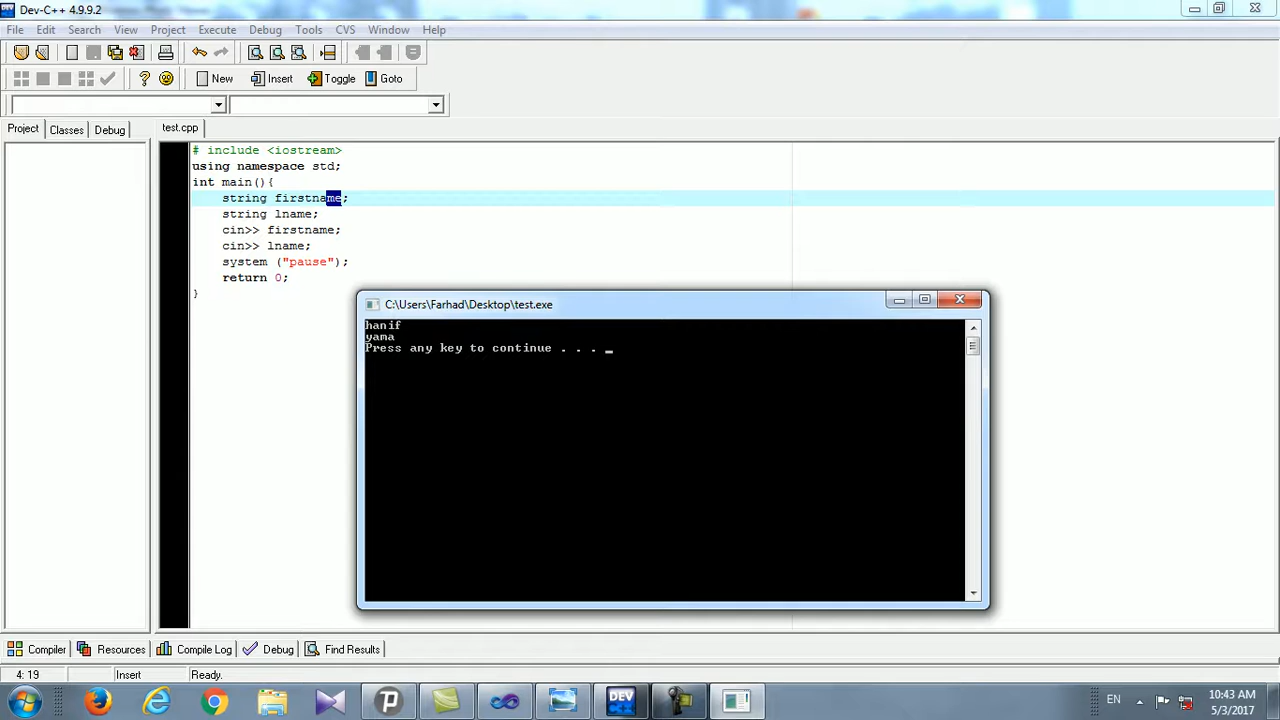 Dev-C++ 4.9.9.2
File Edit Search View Project Execute Debug Tools CVS Window Help
New Insert Toggle Goto
Project Classes Debug test.cpp
# include <iostream>
using namespace std;
int main(){
string firstname;
string lname;
cin>> firstname;
cin>> lname;
system ("pause");
return 0;
}
C:\Users\Farhad\Desktop\test.exe
hanif
yama
Press any key to continue . . . _
Compiler Resources Compile Log Debug Find Results
4: 19 Insert Ready.
DEV C++
EN 10:43 AM
5/3/2017